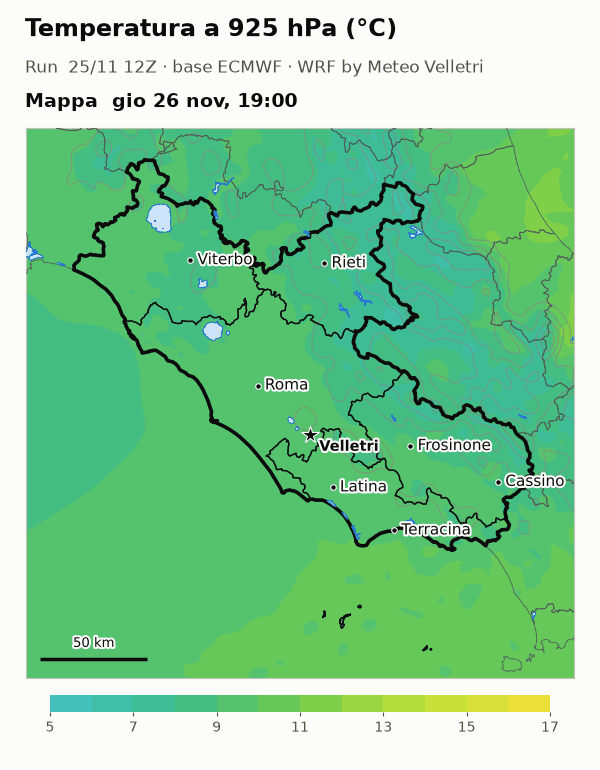 Temperatura a 925 hPa (°C)
Run  25/11 12Z · base ECMWF · WRF by Meteo Velletri
Mappa  gio 26 nov, 19:00
Viterbo
Rieti
Roma
Velletri
Frosinone
Cassino
Latina
Terracina
50 km
5 7 9 11 13 15 17